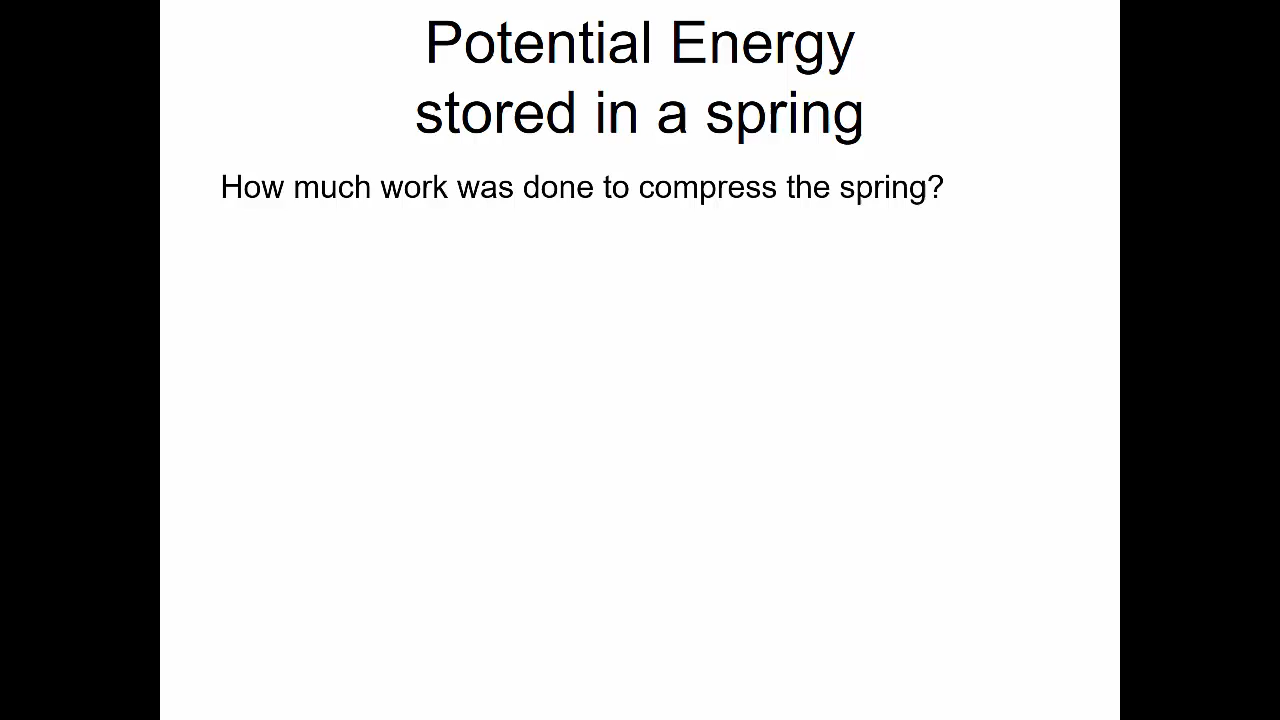 Potential Energy
stored in a spring
How much work was done to compress the spring?